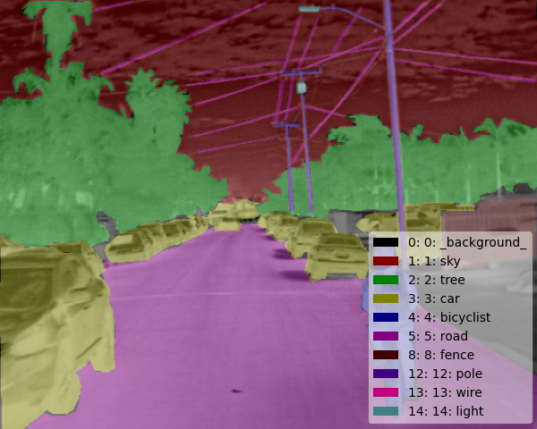 0: 0: _background_
1: 1: sky
2: 2: tree
3: 3: car
4: 4: bicyclist
5: 5: road
8: 8: fence
12: 12: pole
13: 13: wire
14: 14: light